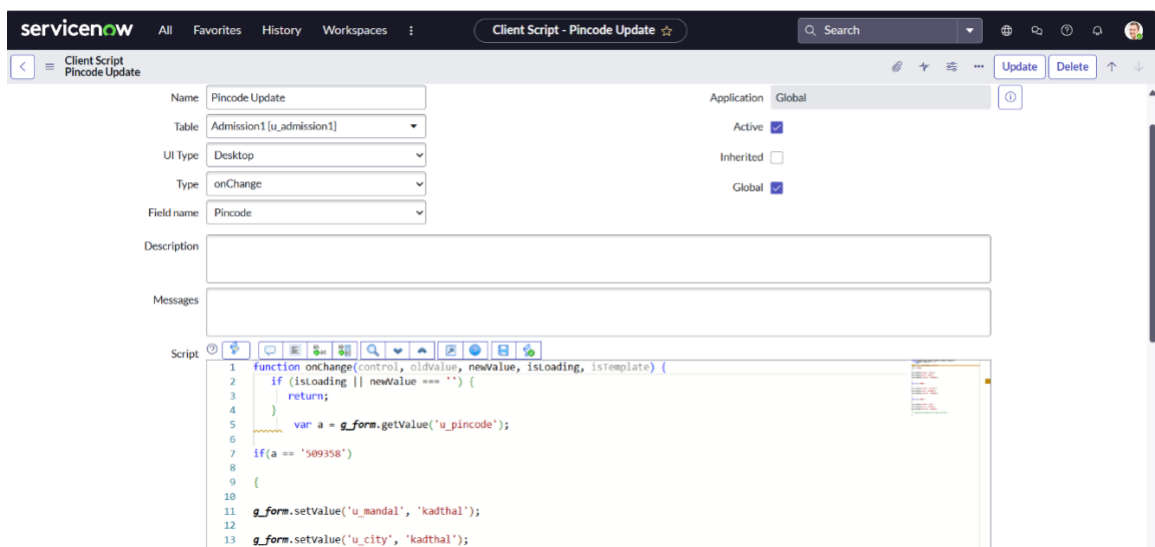 servicenow All Favorites History Workspaces Client Script - Pincode Update Search
Client Script
Pincode Update
Update Delete
Name Pincode Update
Application Global
Table Admission1 [u_admission1]
Active
UI Type Desktop
Inherited
Type onChange
Global
Field name Pincode
Description
Messages
Script
1 function onChange(control, oldValue, newValue, isLoading, isTemplate) {
2 if (isLoading || newValue === '') {
3 return;
4 }
5 var a = g_form.getValue('u_pincode');
6
7 if(a == '509358')
8
9 {
10
11 g_form.setValue('u_mandal', 'kadthal');
12
13 g_form.setValue('u_city', 'kadthal');